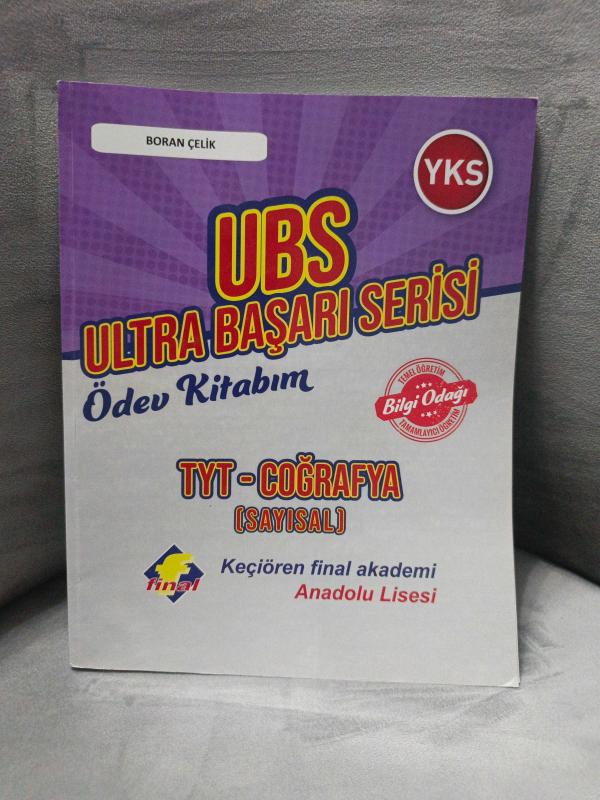 BORAN ÇELİK
YKS
UBS
ULTRA BAŞARI SERİSİ
Ödev Kitabım
TEMEL ÖĞRETİM
Bilgi Odağı
TAMAMLAYICI ÖĞRETİM
TYT - COĞRAFYA
(SAYISAL)
f
final
Keçiören final akademi
Anadolu Lisesi